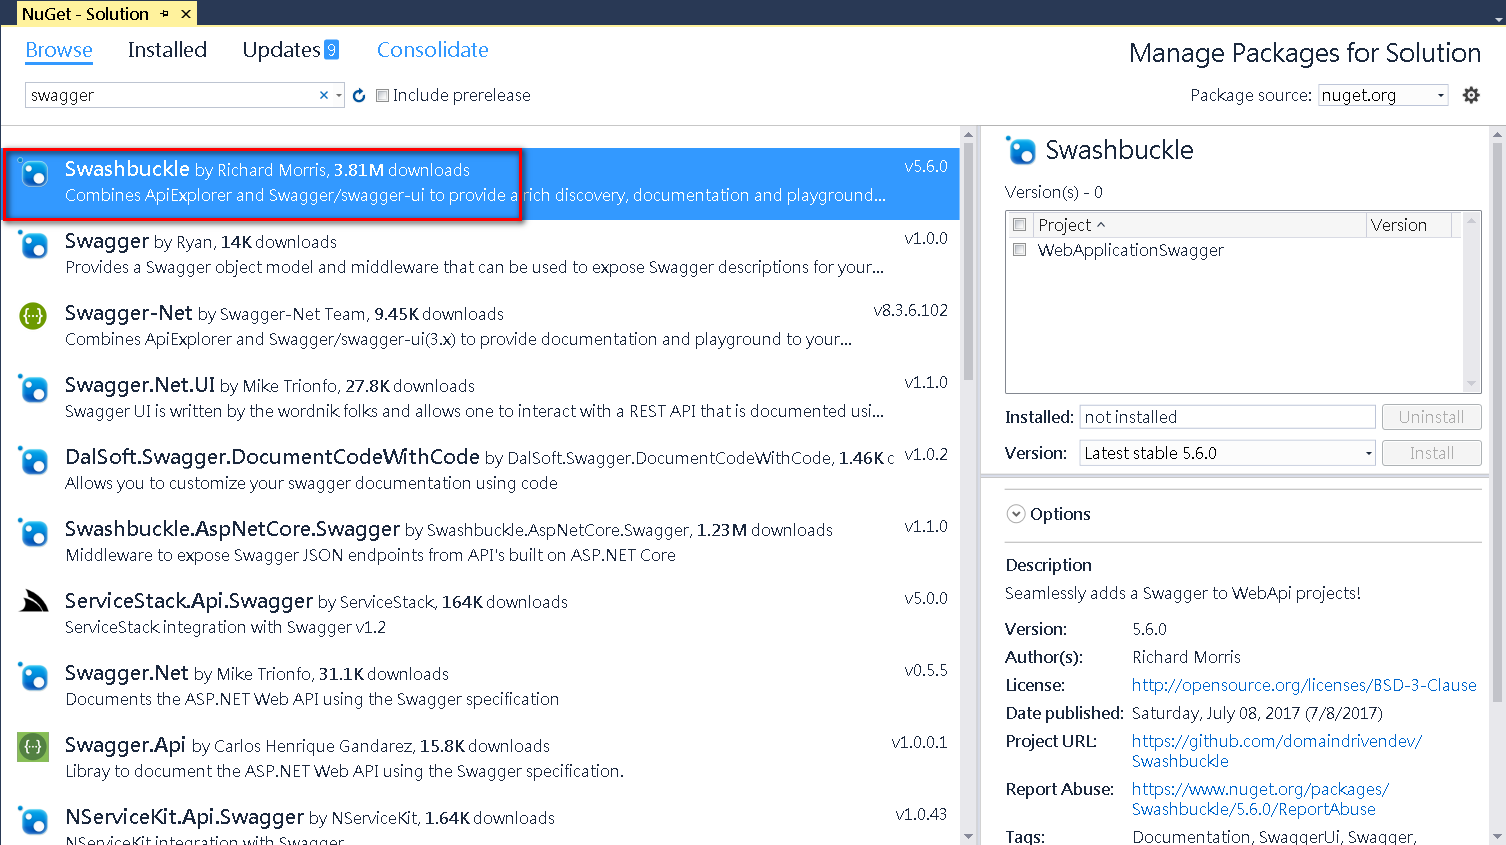 NuGet - Solution
Browse Installed Updates 9 Consolidate
Manage Packages for Solution
swagger
Include prerelease
Package source: nuget.org
Swashbuckle by Richard Morris, 3.81M downloads v5.6.0
Combines ApiExplorer and Swagger/swagger-ui to provide a rich discovery, documentation and playground...
Swagger by Ryan, 14K downloads v1.0.0
Provides a Swagger object model and middleware that can be used to expose Swagger descriptions for your...
Swagger-Net by Swagger-Net Team, 9.45K downloads v8.3.6.102
Combines ApiExplorer and Swagger/swagger-ui(3.x) to provide documentation and playground to your...
Swagger.Net.UI by Mike Trionfo, 27.8K downloads v1.1.0
Swagger UI is written by the wordnik folks and allows one to interact with a REST API that is documented usi...
DalSoft.Swagger.DocumentCodeWithCode by DalSoft.Swagger.DocumentCodeWithCode, 1.46K d v1.0.2
Allows you to customize your swagger documentation using code
Swashbuckle.AspNetCore.Swagger by Swashbuckle.AspNetCore.Swagger, 1.23M downloads v1.1.0
Middleware to expose Swagger JSON endpoints from API's built on ASP.NET Core
ServiceStack.Api.Swagger by ServiceStack, 164K downloads v5.0.0
ServiceStack integration with Swagger v1.2
Swagger.Net by Mike Trionfo, 31.1K downloads v0.5.5
Documents the ASP.NET Web API using the Swagger specification
Swagger.Api by Carlos Henrique Gandarez, 15.8K downloads v1.0.0.1
Libray to document the ASP.NET Web API using the Swagger specification.
NServiceKit.Api.Swagger by NServiceKit, 1.64K downloads v1.0.43
NServiceKit integration with Swagger
Swashbuckle
Version(s) - 0
Project Version
WebApplicationSwagger
Installed: not installed Uninstall
Version: Latest stable 5.6.0 Install
Options
Description
Seamlessly adds a Swagger to WebApi projects!
Version: 5.6.0
Author(s): Richard Morris
License: http://opensource.org/licenses/BSD-3-Clause
Date published: Saturday, July 08, 2017 (7/8/2017)
Project URL: https://github.com/domaindrivendev/
Swashbuckle
Report Abuse: https://www.nuget.org/packages/
Swashbuckle/5.6.0/ReportAbuse
Tags: Documentation, SwaggerUi, Swagger,